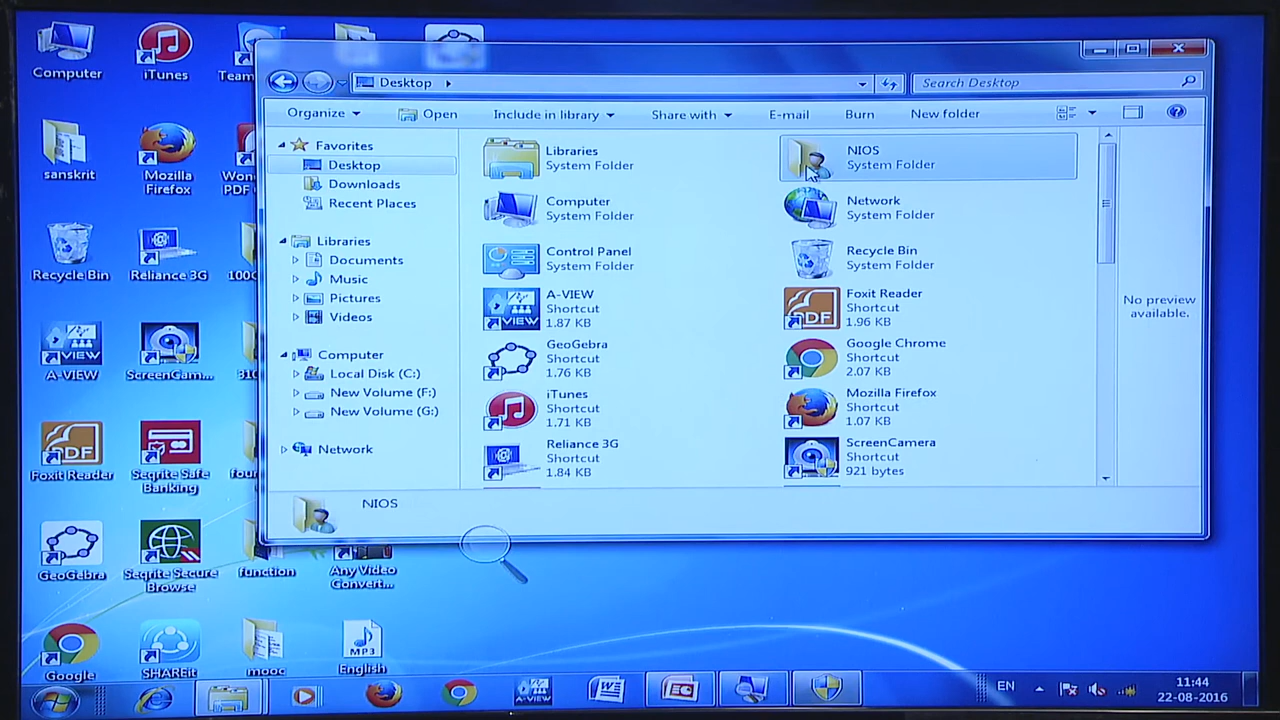 Computer
iTunes
Desktop
Search Desktop
Organize
Open
Include in library
Share with
E-mail
Burn
New folder
sanskrit
Mozilla
Firefox
Favorites
Desktop
Downloads
Recent Places
Libraries
Documents
Music
Pictures
Videos
Computer
Local Disk (C:)
New Volume (F:)
New Volume (G:)
Network
Libraries
System Folder
NIOS
System Folder
Computer
System Folder
Network
System Folder
Control Panel
System Folder
Recycle Bin
System Folder
A-VIEW
Shortcut
1.87 KB
Foxit Reader
Shortcut
1.96 KB
GeoGebra
Shortcut
1.76 KB
Google Chrome
Shortcut
2.07 KB
iTunes
Shortcut
1.71 KB
Mozilla Firefox
Shortcut
1.07 KB
Reliance 3G
Shortcut
1.84 KB
ScreenCamera
Shortcut
921 bytes
No preview
available.
NIOS
Recycle Bin
Reliance 3G
A-VIEW
ScreenCam...
Foxit Reader
Seqrite Safe
Banking
GeoGebra
Seqrite Secure
Browse
function
Any Video
Convert...
Google
SHAREit
mooc
MP3
English
EN
11:44
22-08-2016